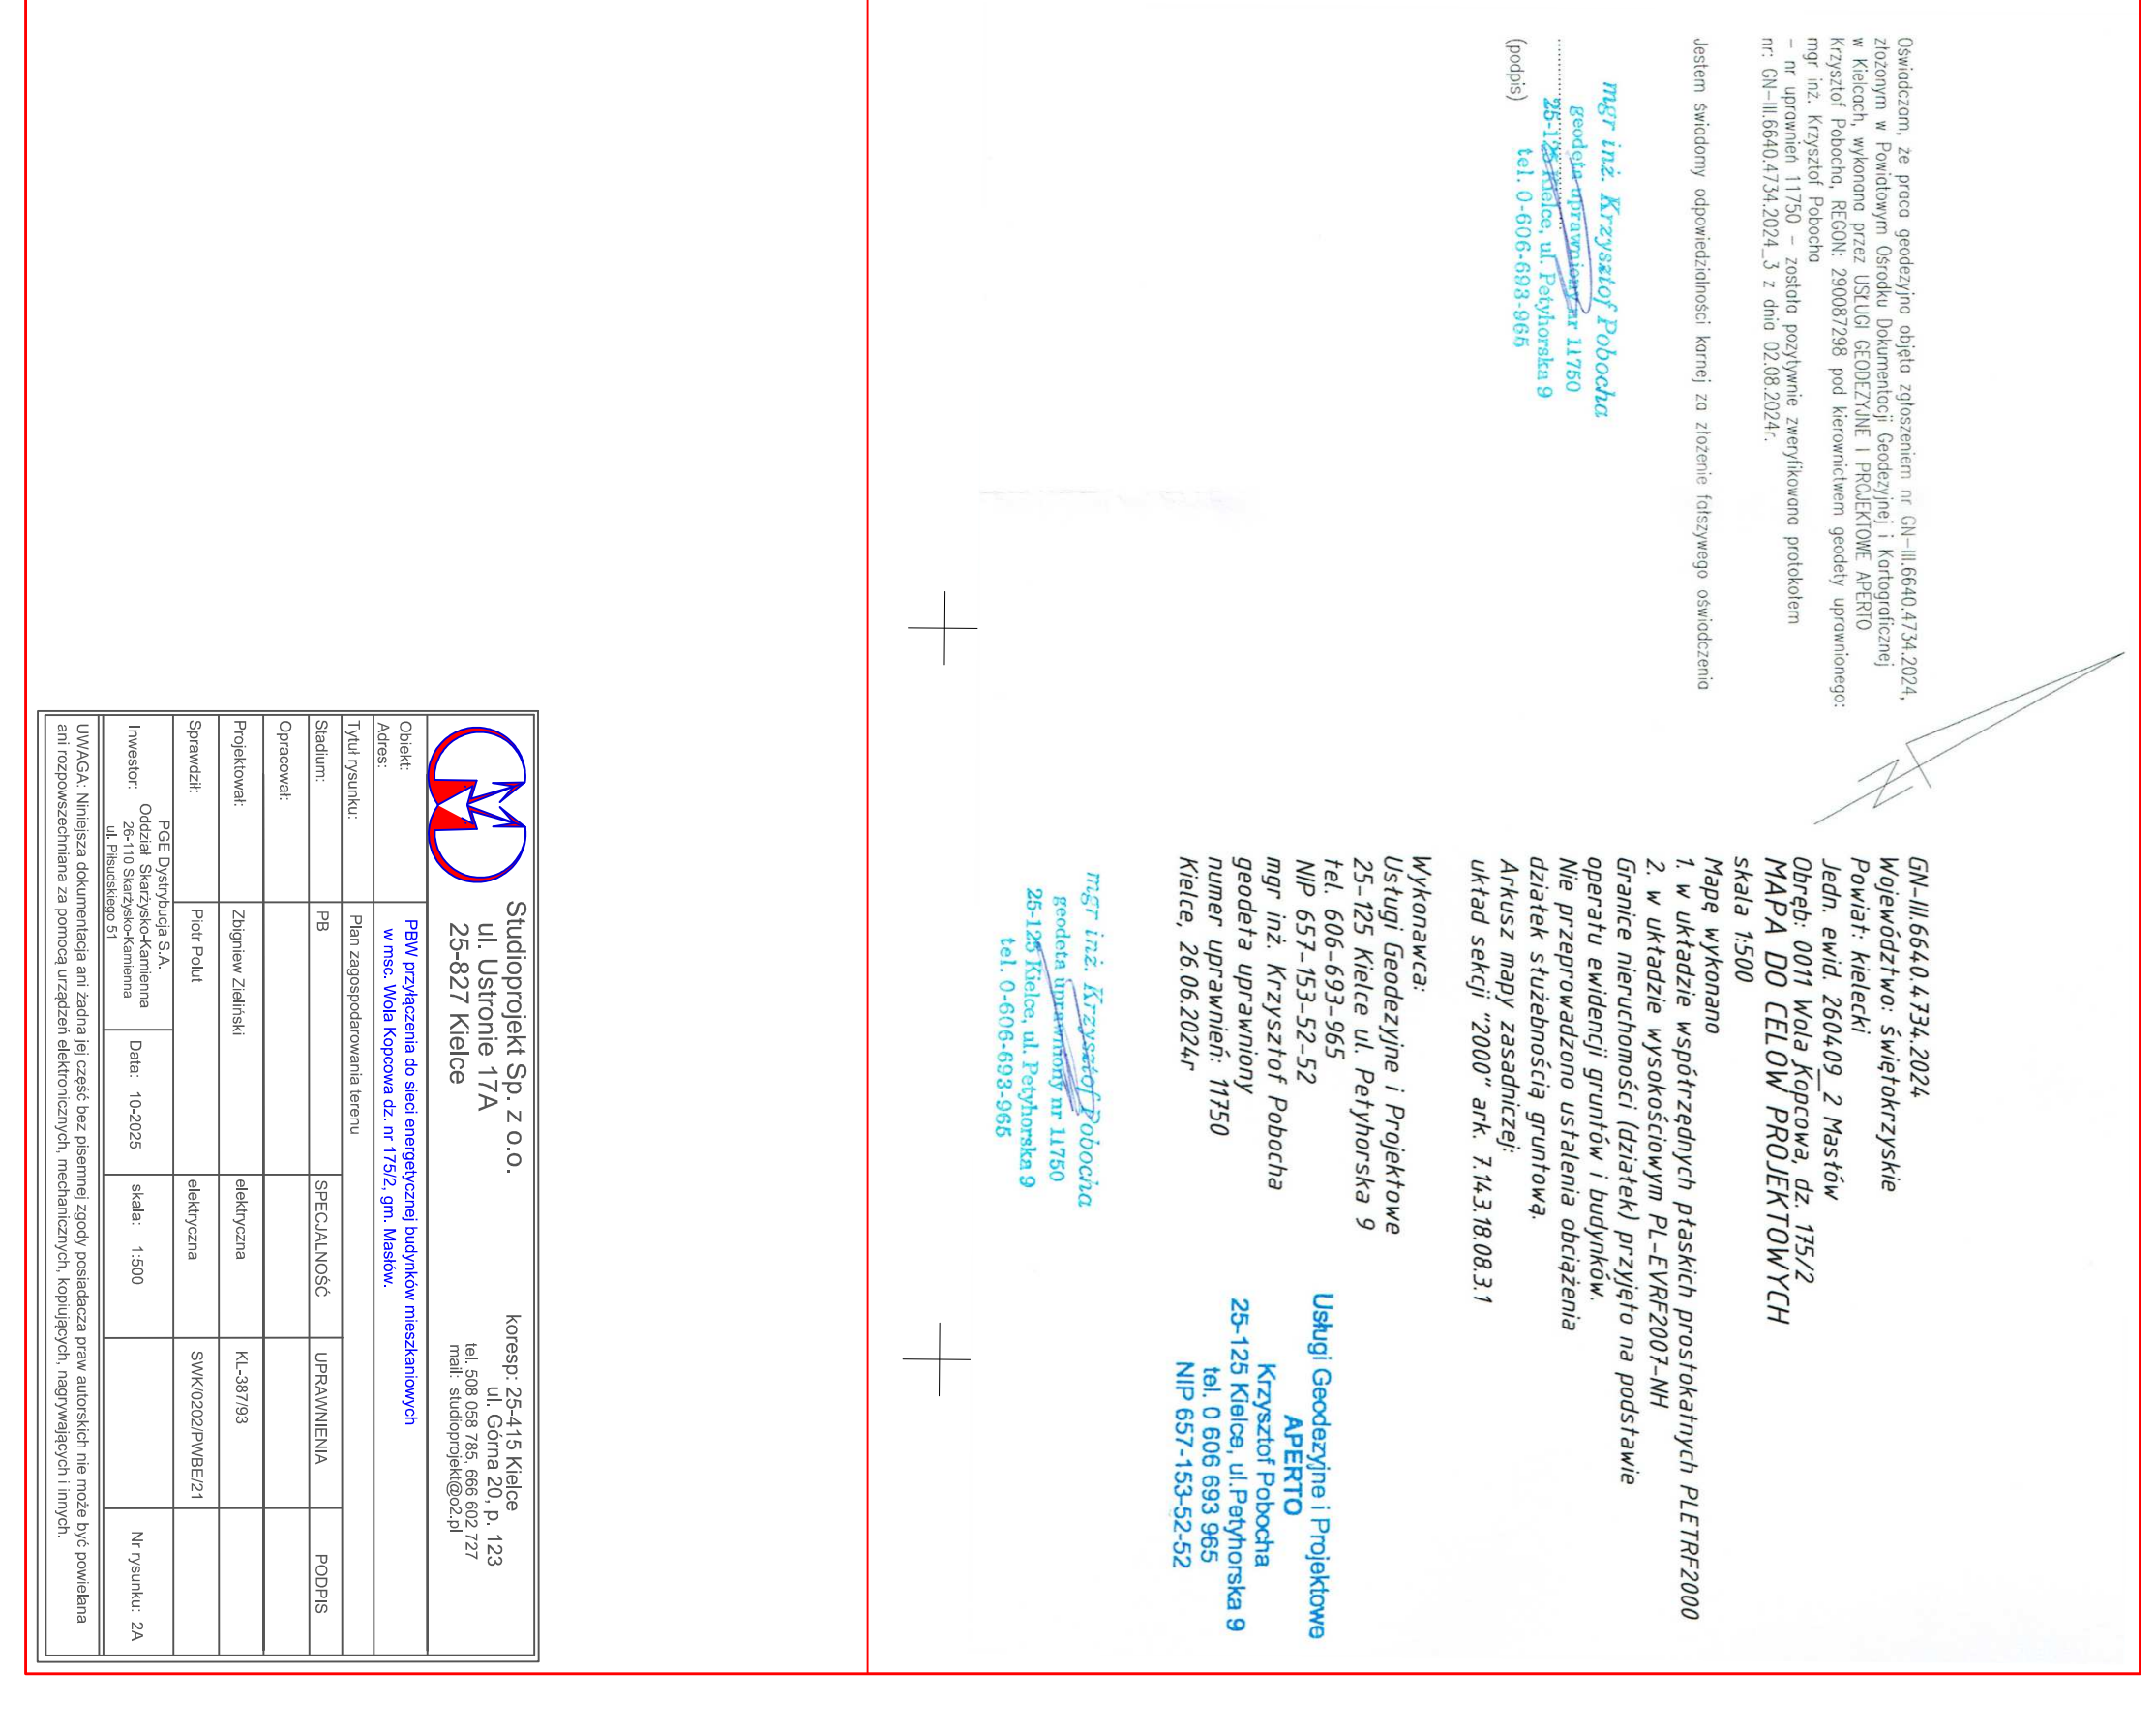 Oświadczam, że praca geodezyjna objęta zgłoszeniem nr GN-III.6640.4734.2024,
złożonym w Powiatowym Ośrodku Dokumentacji Geodezyjnej i Kartograficznej
w Kielcach, wykonana przez USŁUGI GEODEZYJNE I PROJEKTOWE APERTO
Krzysztof Pobocha, REGON: 290087298 pod kierownictwem geodety uprawnionego:
mgr inż. Krzysztof Pobocha
- nr uprawnień 11750 - została pozytywnie zweryfikowana protokołem
nr: GN-III.6640.4734.2024_3 z dnia 02.08.2024r.
Jestem świadomy odpowiedzialności karnej za złożenie fałszywego oświadczenia
mgr inż. Krzysztof Pobocha
geodeta uprawniony nr 11750
25-125 Kielce, ul. Petyhorska 9
tel. 0-606-693-965
(podpis)
N
GN-III.6640.4734.2024
Województwo: świętokrzyskie
Powiat: kielecki
Jedn. ewid. 260409_2 Masłów
Obręb: 0011 Wola Kopcowa, dz. 175/2
MAPA DO CELÓW PROJEKTOWYCH
skala 1:500
Mapę wykonano
1. w układzie współrzędnych płaskich prostokątnych PLETRF2000
2. w układzie wysokościowym PL-EVRF2007-NH
Granice nieruchomości (działek) przyjęto na podstawie
operatu ewidencji gruntów i budynków.
Nie przeprowadzono ustalenia obciążenia
działek służebnością gruntową.
Arkusz mapy zasadniczej:
układ sekcji "2000" ark. 7.143.18.08.3.1
Wykonawca:
Usługi Geodezyjne i Projektowe
25-125 Kielce ul. Petyhorska 9
tel. 606-693-965
NIP 657-153-52-52
mgr inż. Krzysztof Pobocha
geodeta uprawniony
numer uprawnień: 11750
Kielce, 26.06.2024r
Usługi Geodezyjne i Projektowe
APERTO
Krzysztof Pobocha
25-125 Kielce, ul.Petyhorska 9
tel. 0 606 693 965
NIP 657-153-52-52
mgr inż. Krzysztof Pobocha
geodeta uprawniony nr 11750
25-125 Kielce, ul. Petyhorska 9
tel. 0-606-693-965
Studioprojekt Sp. z o.o.
ul. Ustronie 17A
25-827 Kielce
koresp: 25-415 Kielce
ul. Górna 20, p. 123
tel. 508 058 785, 666 602 727
mail: studioprojekt@o2.pl
Obiekt: PBW przyłączenia do sieci energetycznej budynków mieszkaniowych
Adres: w msc. Wola Kopcowa dz. nr 175/2, gm. Masłów.
Tytuł rysunku: Plan zagospodarowania terenu
Stadium: PB SPECJALNOŚĆ UPRAWNIENIA PODPIS
Opracował:
Projektował: Zbigniew Zieliński elektryczna KL-387/93
Sprawdził: Piotr Polut elektryczna SWK/0202/PWBE/21
Inwestor: PGE Dystrybucja S.A.
Oddział Skarżysko-Kamienna
26-110 Skarżysko-Kamienna
ul. Piłsudskiego 51
Data: 10-2025 skala: 1:500 Nr rysunku: 2A
UWAGA: Niniejsza dokumentacja ani żadna jej część bez pisemnej zgody posiadacza praw autorskich nie może być powielana
ani rozpowszechniana za pomocą urządzeń elektronicznych, mechanicznych, kopiujących, nagrywających i innych.